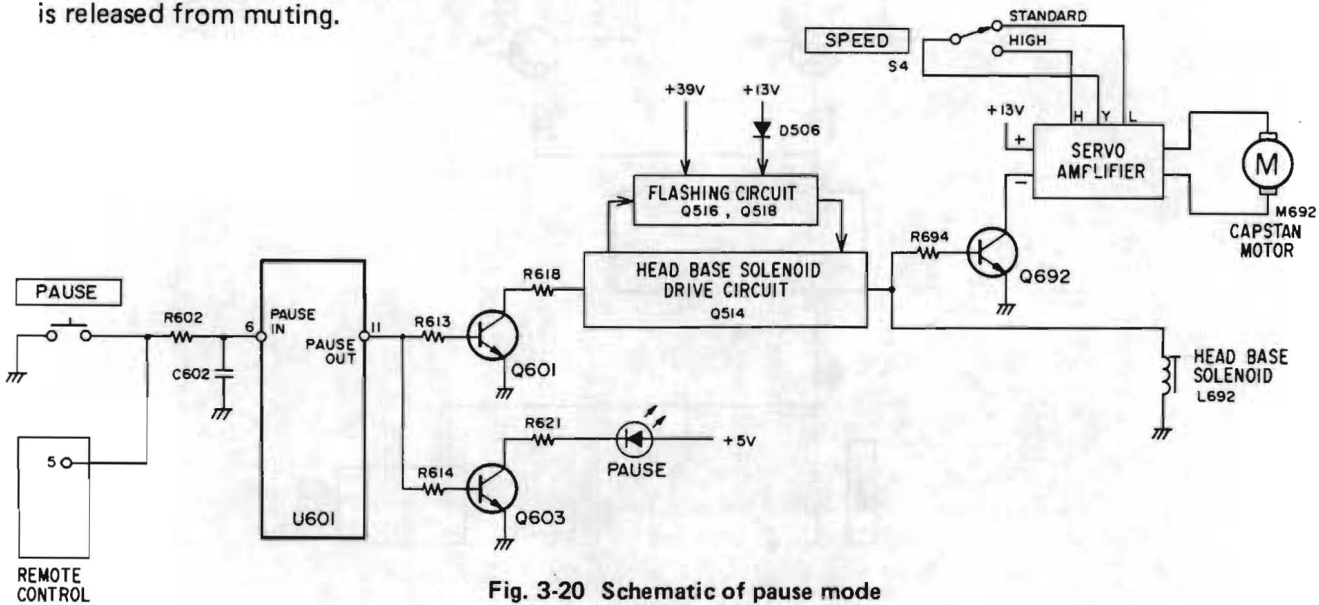 is released from muting.
SPEED
STANDARD
HIGH
S4
+39V
+13V
D506
+13V
H Y L
+
−
SERVO
AMPLIFIER
M
M692
CAPSTAN
MOTOR
FLASHING CIRCUIT
Q516 , Q518
R694
Q692
HEAD BASE SOLENOID
DRIVE CIRCUIT
Q514
R618
PAUSE
R602
6
PAUSE
IN
PAUSE
OUT
11
R613
Q601
C602
HEAD BASE
SOLENOID
L692
R621
+5V
PAUSE
R614
Q603
5
U601
REMOTE
CONTROL
Fig. 3-20 Schematic of pause mode